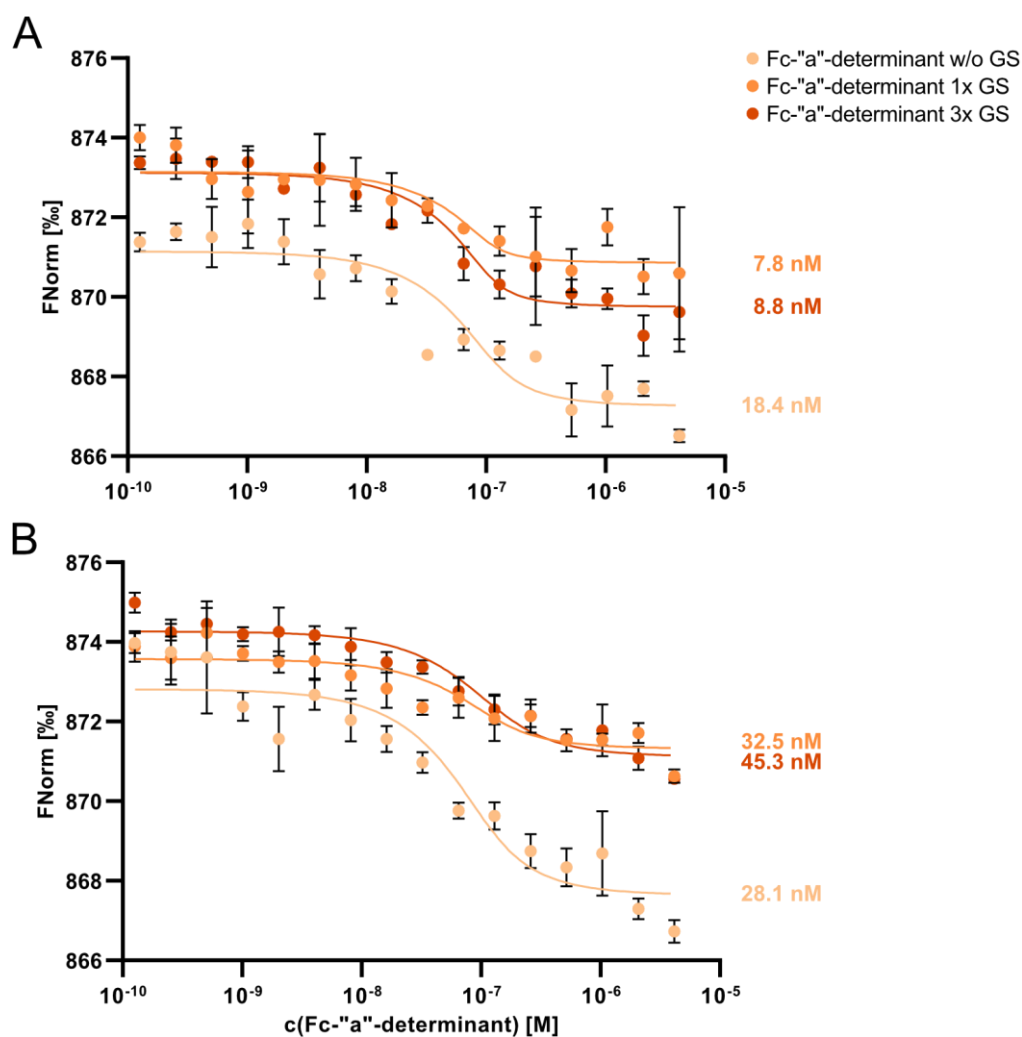 A
Fc-"a"-determinant w/o GS
Fc-"a"-determinant 1x GS
Fc-"a"-determinant 3x GS
FNorm [‰]
876
874
872
870
868
866
7.8 nM
8.8 nM
18.4 nM
10-10
10-9
10-8
10-7
10-6
10-5
B
FNorm [‰]
876
874
872
870
868
866
32.5 nM
45.3 nM
28.1 nM
10-10
10-9
10-8
10-7
10-6
10-5
c(Fc-"a"-determinant) [M]